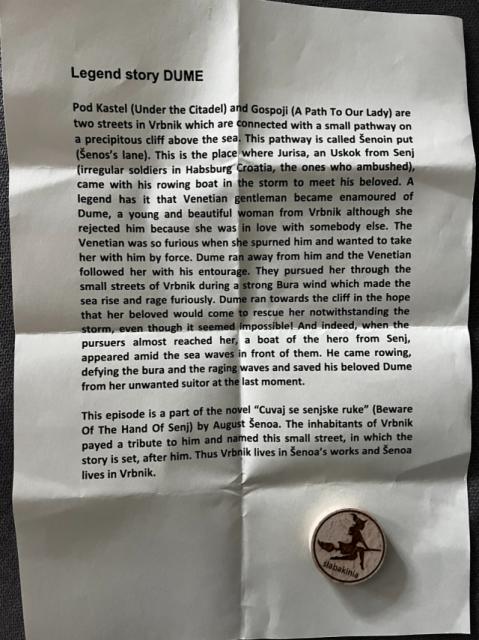 Legend story DUME
Pod Kastel (Under the Citadel) and Gospoji (A Path To Our Lady) are
two streets in Vrbnik which are connected with a small pathway on
a precipitous cliff above the sea. This pathway is called Šenoin put
(Šenos's lane). This is the place where Jurisa, an Uskok from Senj
(irregular soldiers in Habsburg Croatia, the ones who ambushed),
came with his rowing boat in the storm to meet his beloved. A
legend has it that Venetian gentleman became enamoured of
Dume, a young and beautiful woman from Vrbnik although she
rejected him because she was in love with somebody else. The
Venetian was so furious when she spurned him and wanted to take
her with him by force. Dume ran away from him and the Venetian
followed her with his entourage. They pursued her through the
small streets of Vrbnik during a strong Bura wind which made the
sea rise and rage furiously. Dume ran towards the cliff in the hope
that her beloved would come to rescue her notwithstanding the
storm, even though it seemed impossible! And indeed, when the
pursuers almost reached her, a boat of the hero from Senj,
appeared amid the sea waves in front of them. He came rowing,
defying the bura and the raging waves and saved his beloved Dume
from her unwanted suitor at the last moment.
This episode is a part of the novel "Cuvaj se senjske ruke" (Beware
Of The Hand Of Senj) by August Šenoa. The inhabitants of Vrbnik
payed a tribute to him and named this small street, in which the
story is set, after him. Thus Vrbnik lives in Šenoa's works and Šenoa
lives in Vrbnik.
šlabakinia